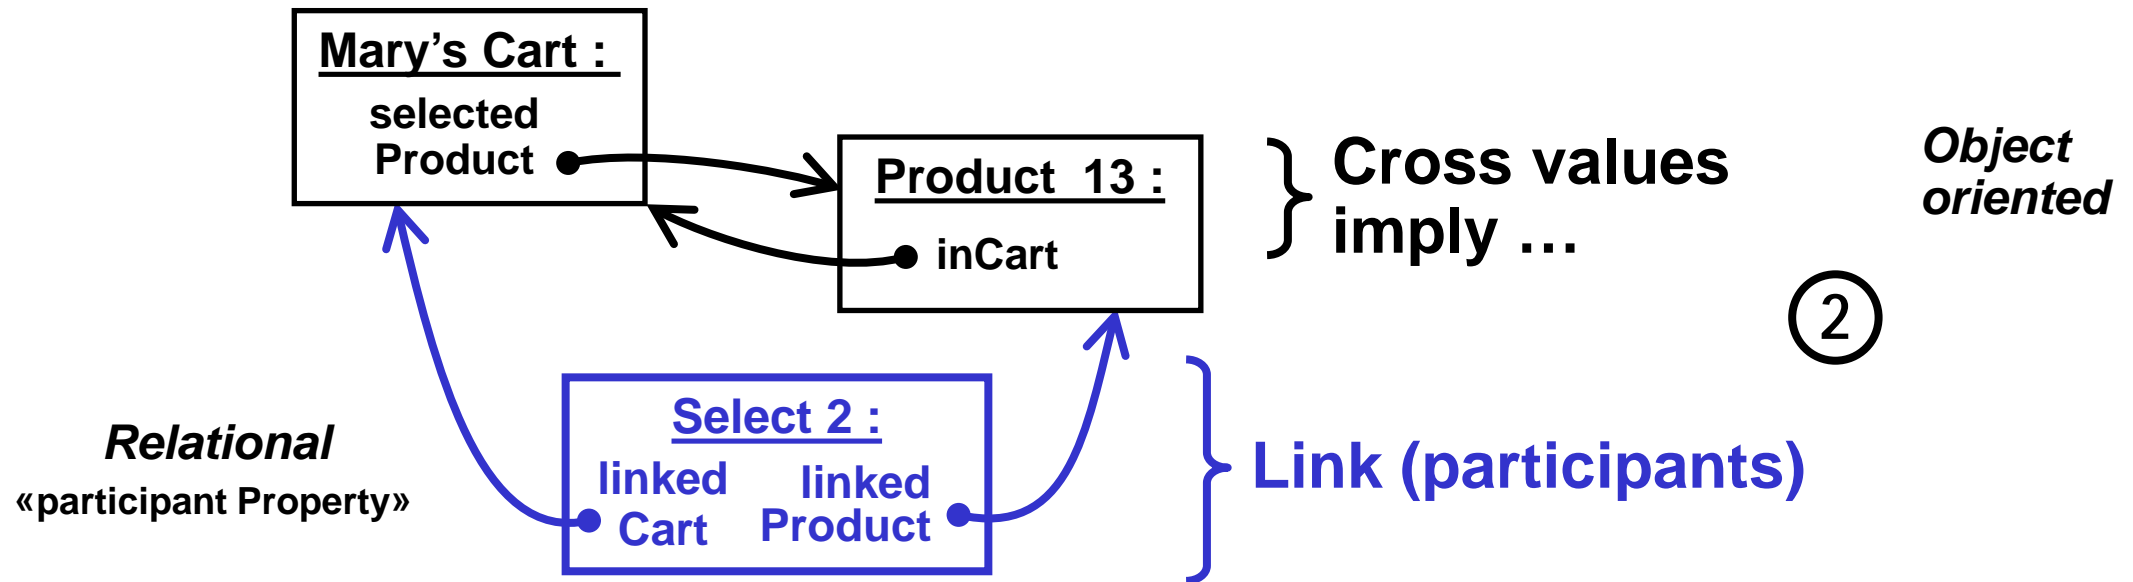 Mary’s Cart :
selected
Product
Product  13 :
inCart
Cross values
imply …
Object
oriented
2
Select 2 :
linked
Cart
linked
Product
Relational
«participant Property»
Link (participants)